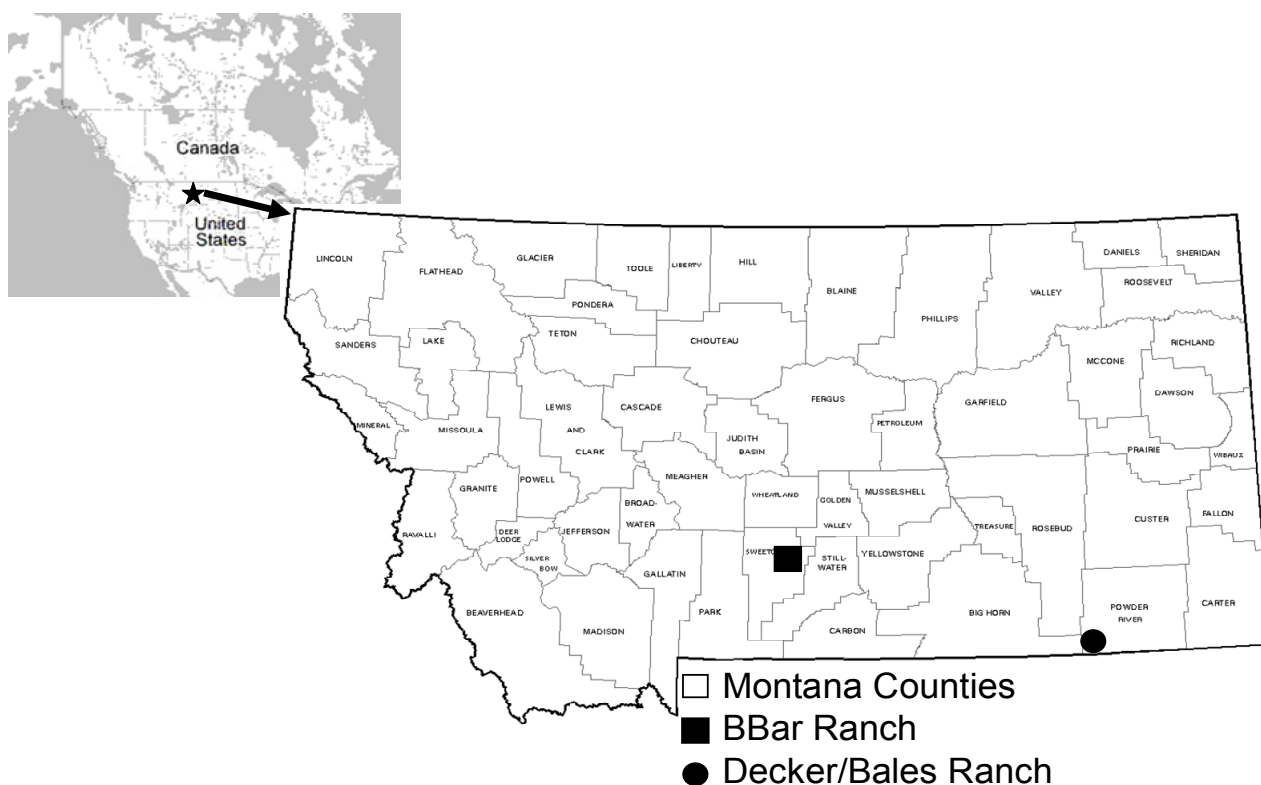 Canada
United
States
LINCOLN
FLATHEAD
GLACIER
TOOLE
LIBERTY
HILL
BLAINE
PHILLIPS
VALLEY
DANIELS
SHERIDAN
ROOSEVELT
PONDERA
TETON
CHOUTEAU
SANDERS
LAKE
MCCONE
RICHLAND
DAWSON
LEWIS
AND
CLARK
CASCADE
FERGUS
PETROLEUM
GARFIELD
MINERAL
MISSOULA
JUDITH
BASIN
PRAIRIE
WIBAUX
POWELL
GRANITE
MEAGHER
WHEATLAND
GOLDEN
VALLEY
MUSSELSHELL
TREASURE
ROSEBUD
CUSTER
FALLON
BROAD-
WATER
JEFFERSON
DEER
LODGE
RAVALLI
SILVER
BOW
GALLATIN
PARK
STILL-
WATER
YELLOWSTONE
BEAVERHEAD
MADISON
CARBON
BIG HORN
POWDER
RIVER
CARTER
Montana Counties
BBar Ranch
Decker/Bales Ranch